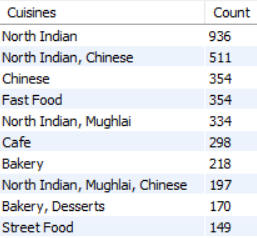 Cuisines Count
North Indian 936
North Indian, Chinese 511
Chinese 354
Fast Food 354
North Indian, Mughlai 334
Cafe 298
Bakery 218
North Indian, Mughlai, Chinese 197
Bakery, Desserts 170
Street Food 149